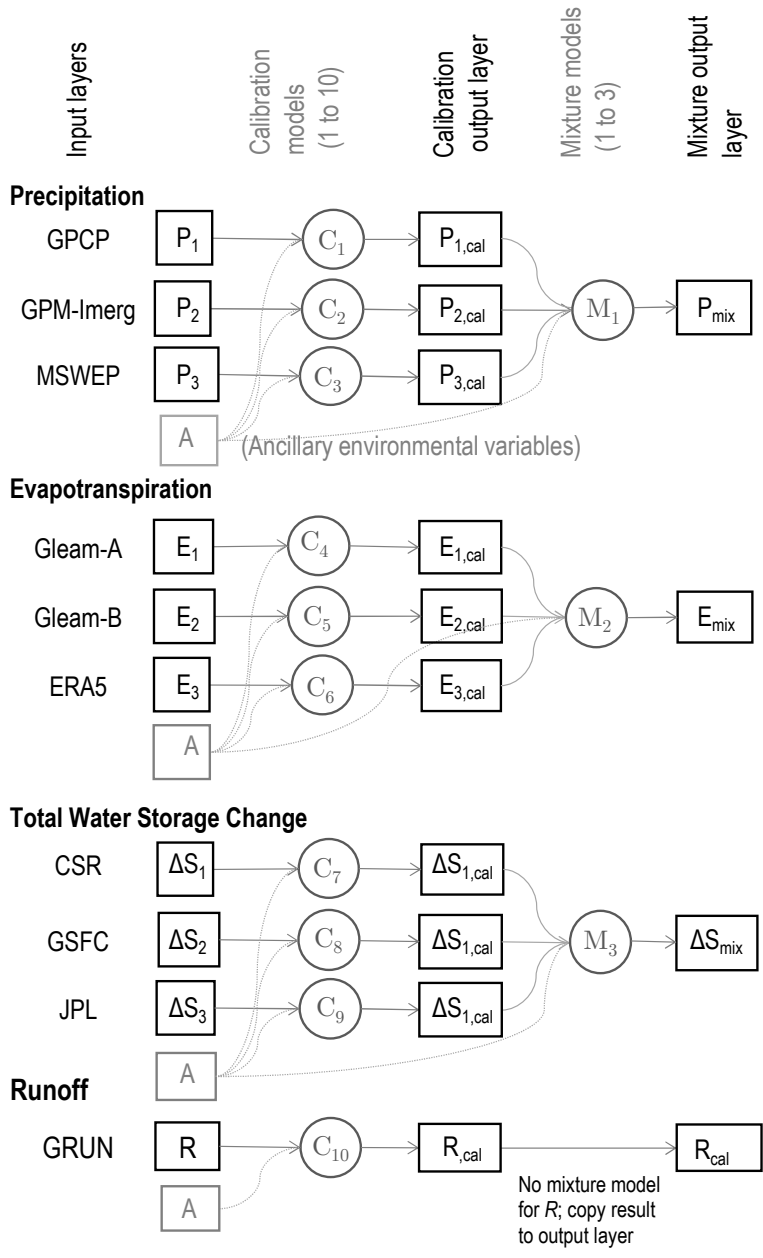 Input layers
Calibration
models
(1 to 10)
Calibration
output layer
Mixture models
(1 to 3)
Mixture output
layer
Precipitation
GPCP P1 C1 P1,cal
GPM-Imerg P2 C2 P2,cal M1 Pmix
MSWEP P3 C3 P3,cal
A (Ancillary environmental variables)
Evapotranspiration
Gleam-A E1 C4 E1,cal
Gleam-B E2 C5 E2,cal M2 Emix
ERA5 E3 C6 E3,cal
A
Total Water Storage Change
CSR ΔS1 C7 ΔS1,cal
GSFC ΔS2 C8 ΔS1,cal M3 ΔSmix
JPL ΔS3 C9 ΔS1,cal
A
Runoff
GRUN R C10 R,cal Rcal
A
No mixture model
for R; copy result
to output layer